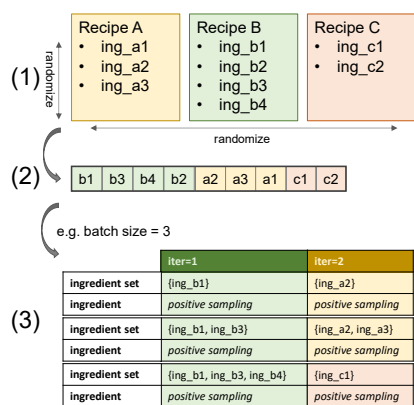 Recipe A Recipe B Recipe C
• ing_a1 • ing_b1 • ing_c1
• ing_a2 • ing_b2 • ing_c2
• ing_a3 • ing_b3
• ing_b4
(1)
randomize
randomize
(2) b1 b3 b4 b2 a2 a3 a1 c1 c2
e.g. batch size = 3
iter=1 iter=2
ingredient set {ing_b1} {ing_a2}
ingredient positive sampling positive sampling
(3) ingredient set {ing_b1, ing_b3} {ing_a2, ing_a3}
ingredient positive sampling positive sampling
ingredient set {ing_b1, ing_b3, ing_b4} {ing_c1}
ingredient positive sampling positive sampling